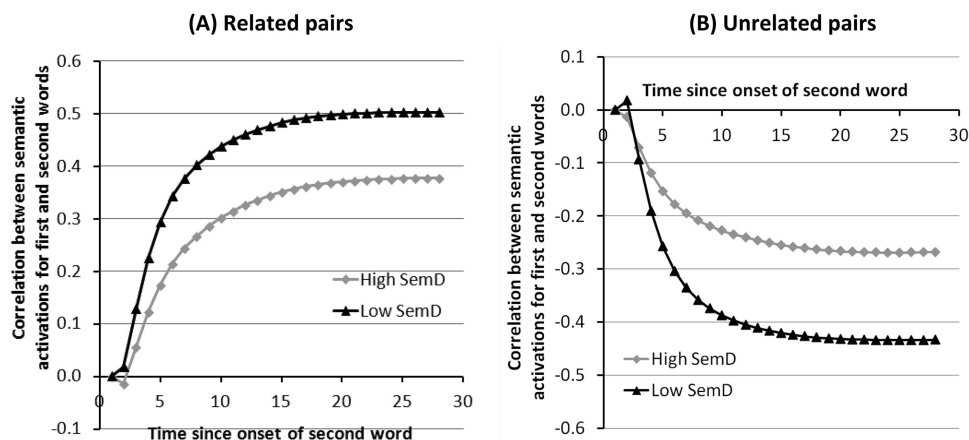 (A) Related pairs
Correlation between semantic
activations for first and second words
0.6
0.5
0.4
0.3
0.2
0.1
0.0
-0.1
0
5
10
15
20
25
30
High SemD
Low SemD
Time since onset of second word
(B) Unrelated pairs
Correlation between semantic
activations for first and second words
0.1
0.0
-0.1
-0.2
-0.3
-0.4
-0.5
-0.6
Time since onset of second word
0
5
10
15
20
25
30
High SemD
Low SemD